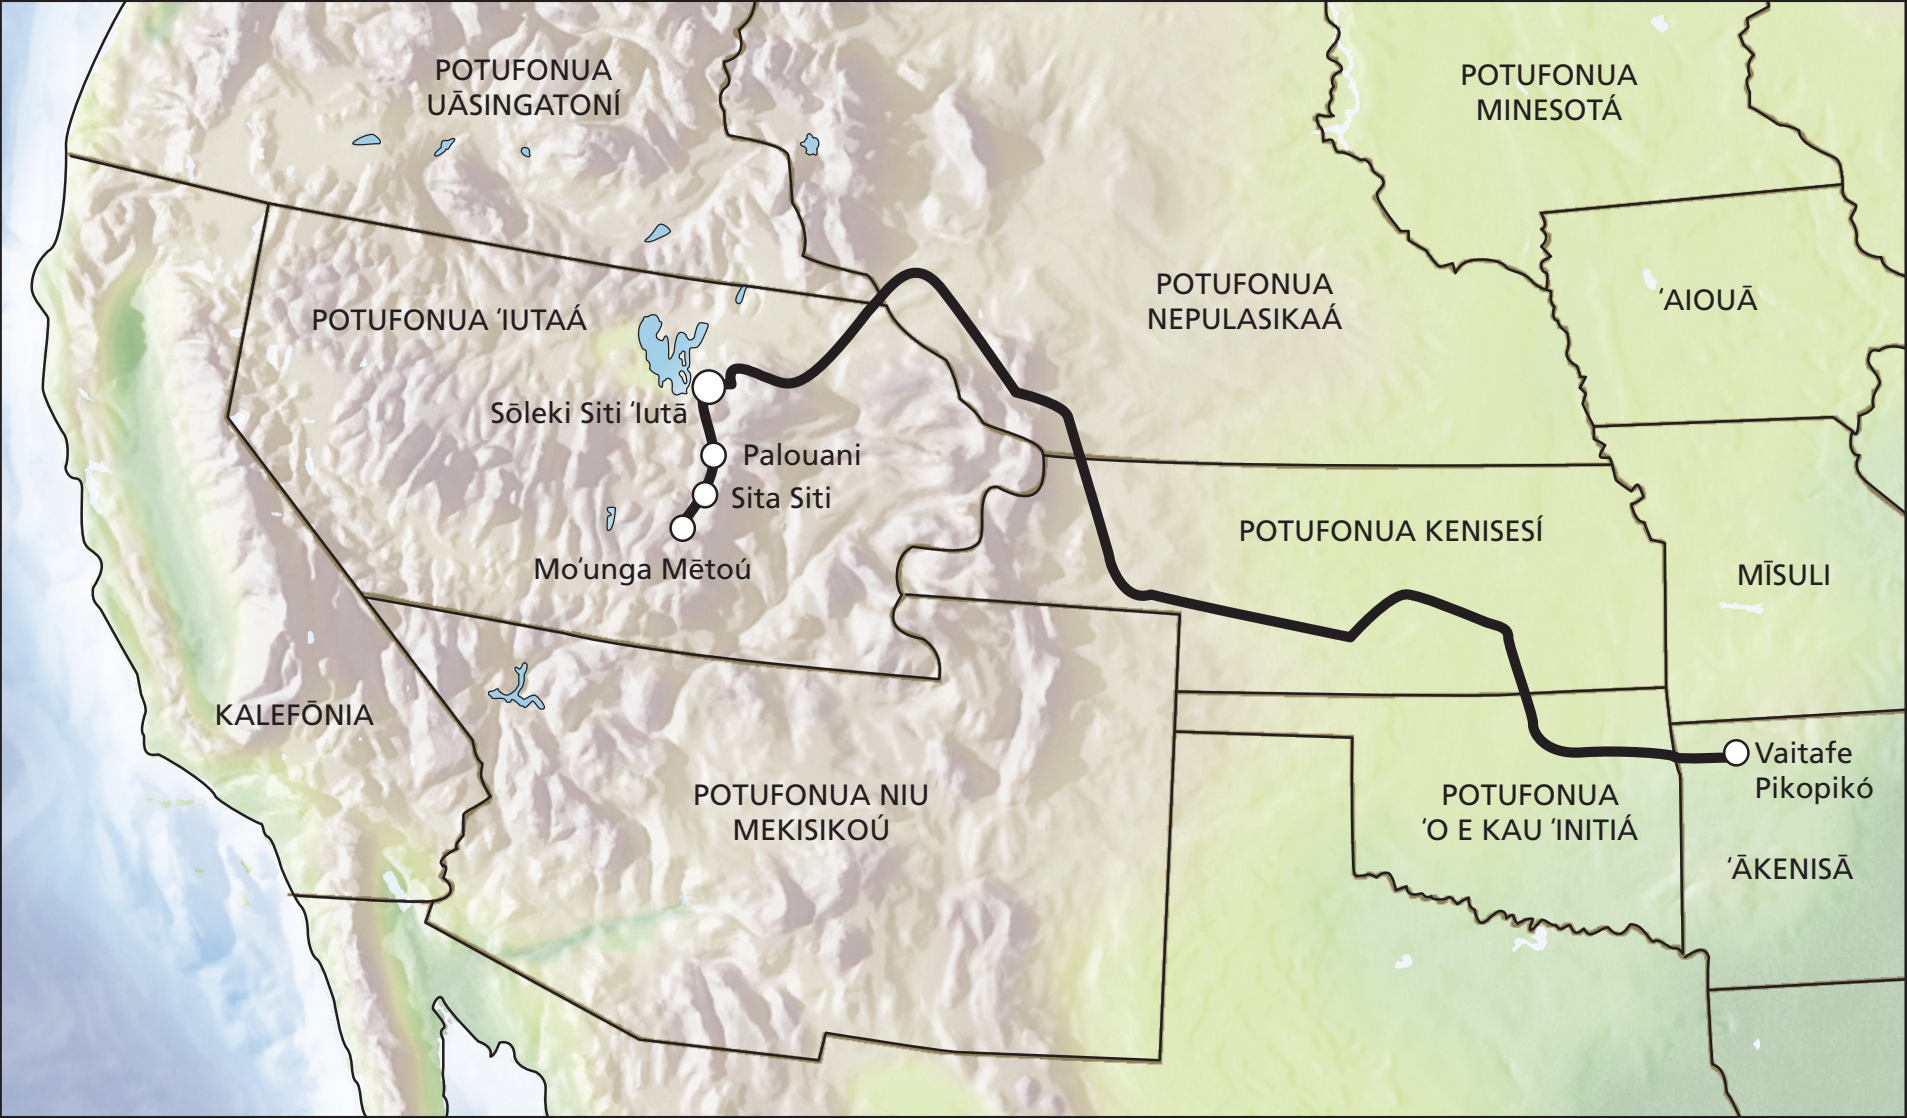 POTUFONUA
UĀSINGATONÍ
POTUFONUA
MINESOTÁ
POTUFONUA
NEPULASIKAÁ
ʻAIOUĀ
POTUFONUA ʻIUTAÁ
Sōleki Siti ʻIutā
Palouani
Sita Siti
Moʻunga Mētoú
POTUFONUA KENISESÍ
MĪSULI
KALEFŌNIA
POTUFONUA NIU
MEKISIKOÚ
POTUFONUA
ʻO E KAU ʻINITIÁ
Vaitafe
Pikopikó
ʻĀKENISĀ